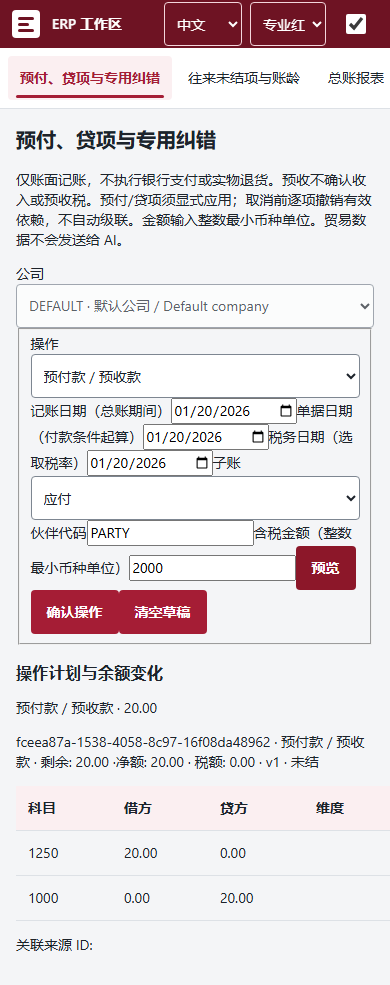 ERP 工作区 中文 专业红
预付、贷项与专用纠错 往来未结项与账龄 总账报表
预付、贷项与专用纠错
仅账面记账，不执行银行支付或实物退货。预收不确认收
入或预收税。预付/贷项须显式应用；取消前逐项撤销有效
依赖，不自动级联。金额输入整数最小币种单位。贸易数
据不会发送给 AI。
公司
DEFAULT · 默认公司 / Default company
操作
预付款 / 预收款
记账日期（总账期间） 01/20/2026 单据日期
（付款条件起算） 01/20/2026 税务日期（选
取税率） 01/20/2026 子账
应付
伙伴代码 PARTY 含税金额（整数
最小币种单位） 2000 预览
确认操作 清空草稿
操作计划与余额变化
预付款 / 预收款 · 20.00
fceea87a-1538-4058-8c97-16f08da48962 · 预付款 / 预收
款 · 剩余: 20.00 ·净额: 20.00 · 税额: 0.00 · v1 · 未结
科目 借方 贷方 维度
1250 20.00 0.00
1000 0.00 20.00
关联来源 ID: